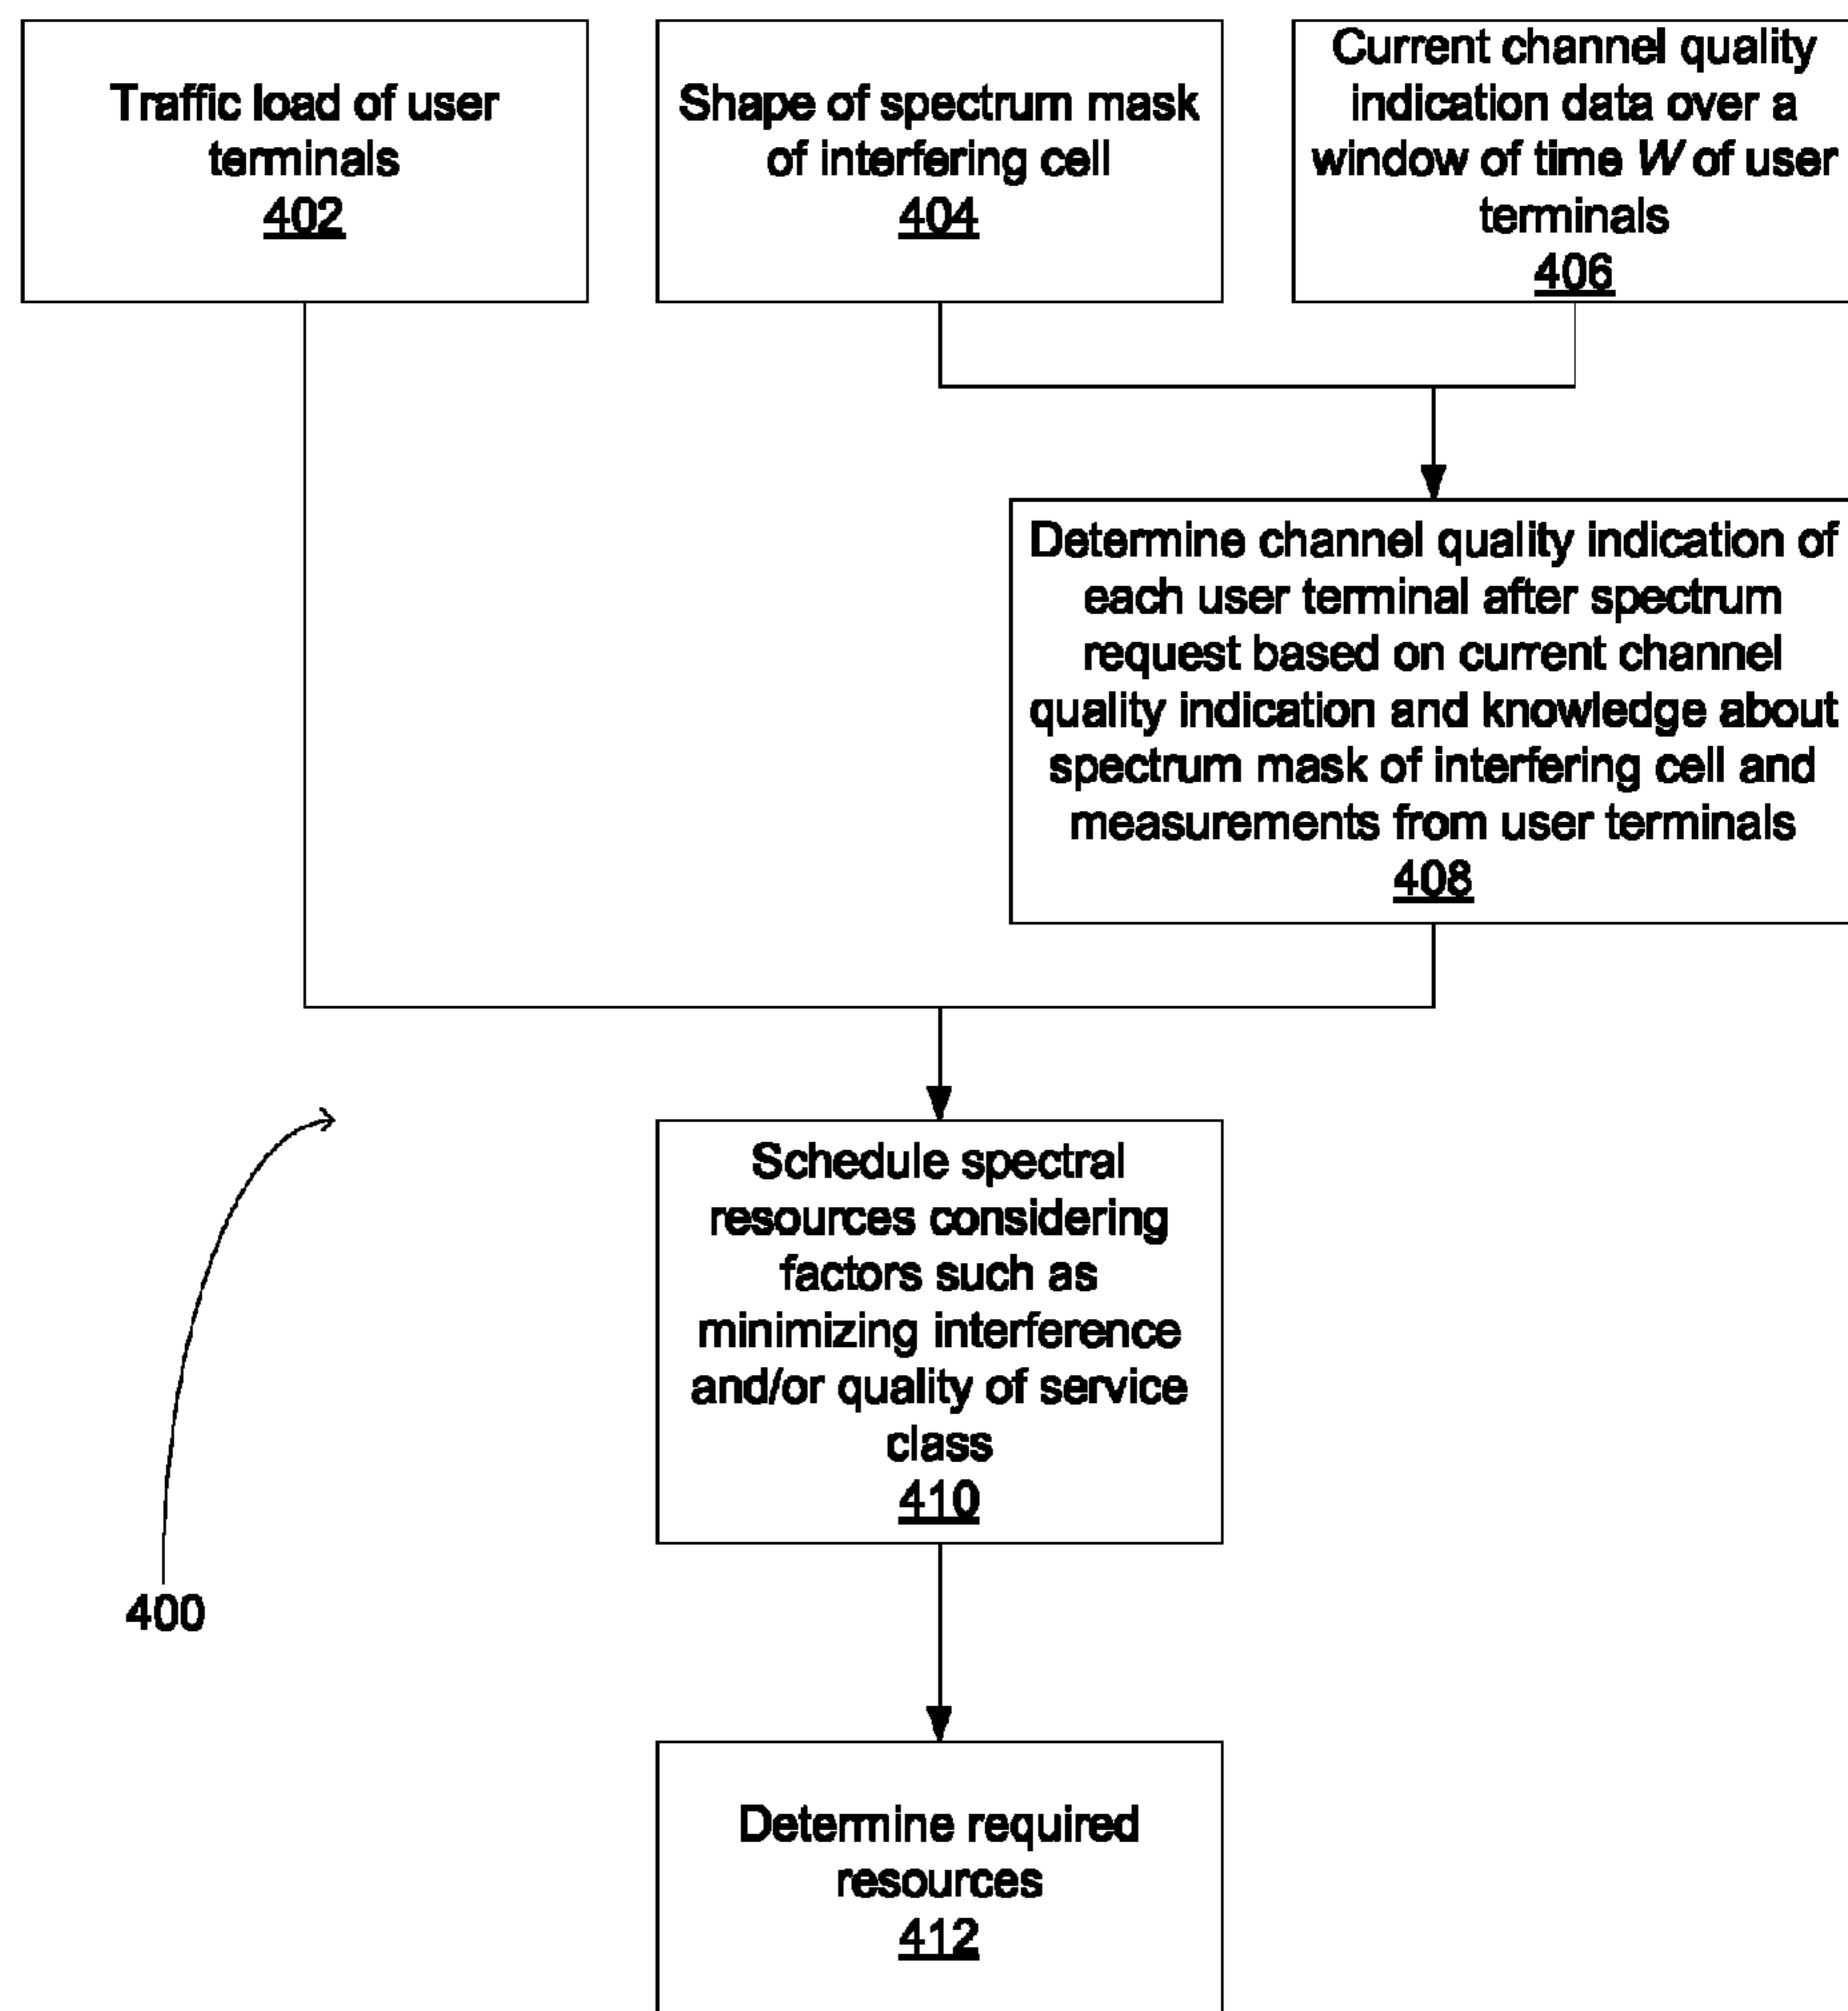 Traffic load of user
terminals
402
Shape of spectrum mask
of interfering cell
404
Current channel quality
indication data over a
window of time W of user
terminals
406
Determine channel quality indication of
each user terminal after spectrum
request based on current channel
quality indication and knowledge about
spectrum mask of interfering cell and
measurements from user terminals
408
Schedule spectral
resources considering
factors such as
minimizing interference
and/or quality of service
class
410
400
Determine required
resources
412